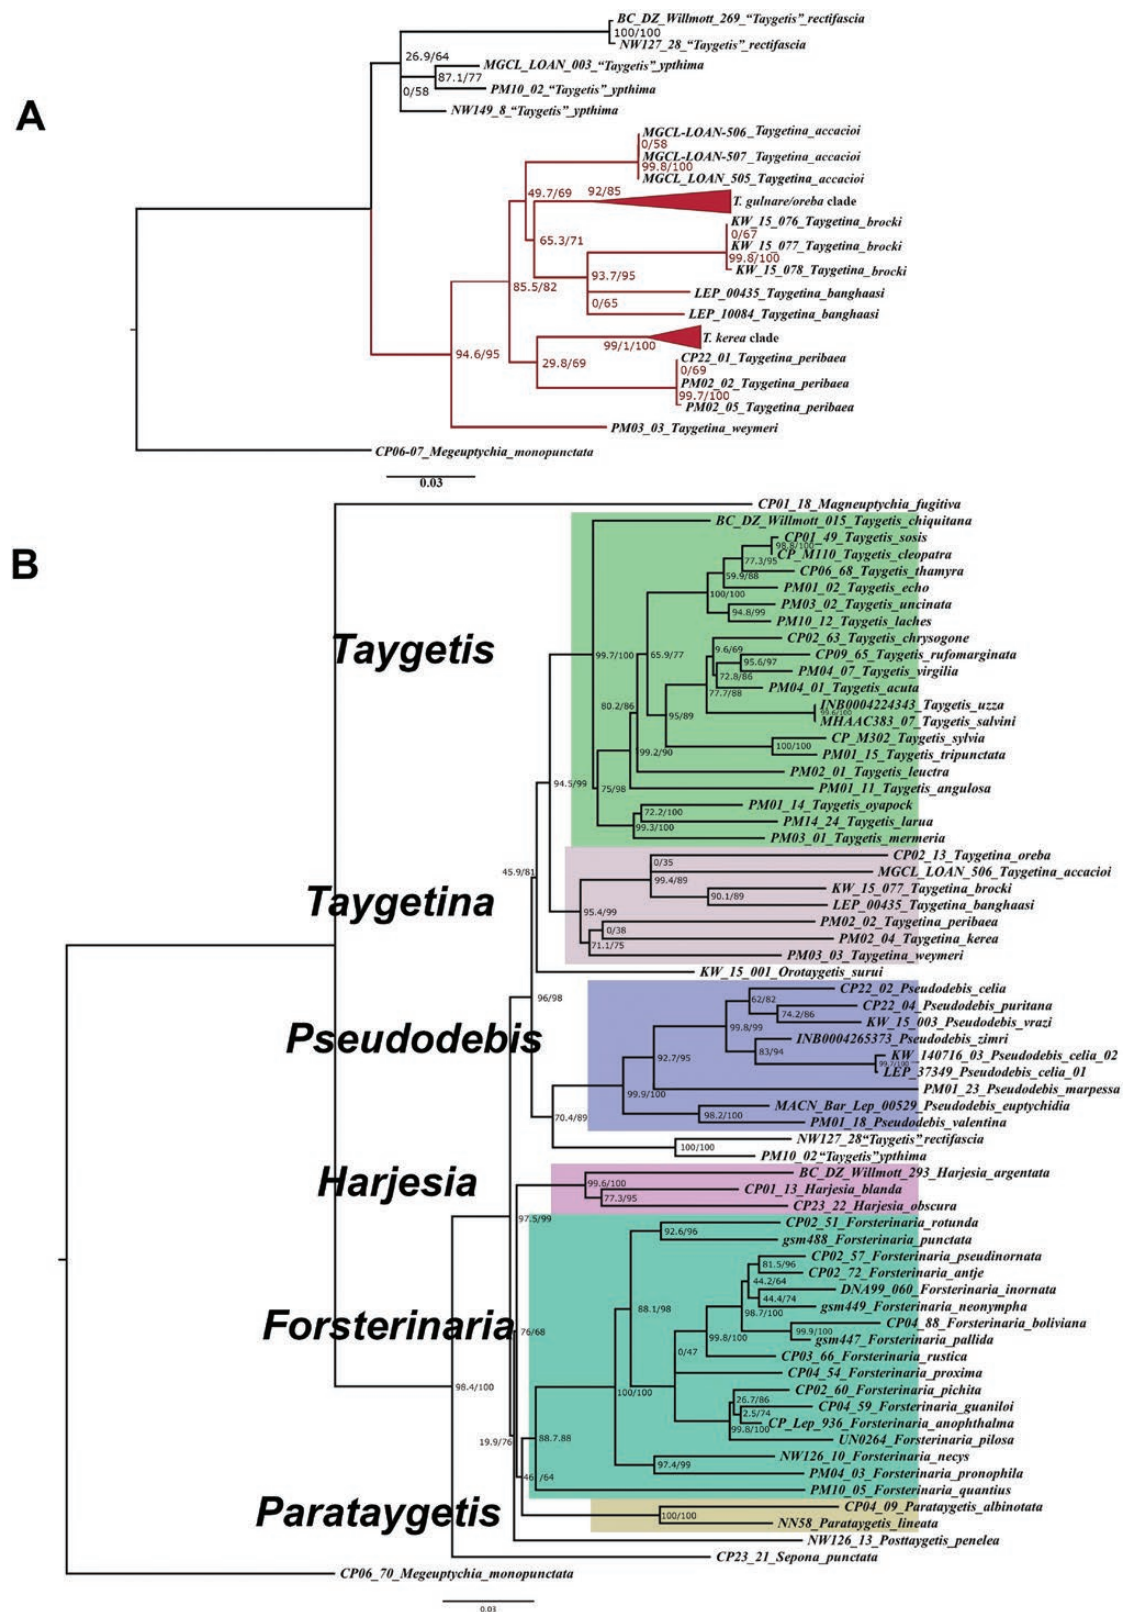 A
BC_DZ_Willmott_269_“Taygetis”_rectifascia
100/100
NW127_28_“Taygetis”_rectifascia
26.9/64
MGCL_LOAN_003_“Taygetis”_ypthima
87.1/77
0/58
PM10_02_“Taygetis”_ypthima
NW149_8_“Taygetis”_ypthima
MGCL-LOAN-506_Taygetina_accacioi
0/58
MGCL-LOAN-507_Taygetina_accacioi
99.8/100
MGCL_LOAN_505_Taygetina_accacioi
49.7/69
92/85
T. gulnare/oreba clade
KW_15_076_Taygetina_brocki
0/67
65.3/71
KW_15_077_Taygetina_brocki
99.8/100
KW_15_078_Taygetina_brocki
93.7/95
85.5/82
LEP_00435_Taygetina_banghaasi
0/65
LEP_10084_Taygetina_banghaasi
T. kerea clade
99/1/100
94.6/95
CP22_01_Taygetina_peribaea
29.8/69
0/69
PM02_02_Taygetina_peribaea
99.7/100
PM02_05_Taygetina_peribaea
PM03_03_Taygetina_weymeri
CP06-07_Megeuptychia_monopunctata
0.03
B
CP01_18_Magneuptychia_fugitiva
BC_DZ_Willmott_015_Taygetis_chiquitana
CP01_49_Taygetis_sosis
98.8/100
CP_M110_Taygetis_cleopatra
77.3/95
CP06_68_Taygetis_thamyra
59.9/88
PM01_02_Taygetis_echo
100/100
PM03_02_Taygetis_uncinata
94.8/99
PM10_12_Taygetis_laches
CP02_63_Taygetis_chrysogone
Taygetis
99.7/100
65.9/77
9.6/69
CP09_65_Taygetis_rufomarginata
95.6/97
PM04_07_Taygetis_virgilia
72.8/86
PM04_01_Taygetis_acuta
77.7/88
80.2/86
INB0004224343_Taygetis_uzza
95/89
99.6/100
MHAAC383_07_Taygetis_salvini
CP_M302_Taygetis_sylvia
100/100
99.2/90
PM01_15_Taygetis_tripunctata
PM02_01_Taygetis_leuctra
94.5/99
75/98
PM01_11_Taygetis_angulosa
PM01_14_Taygetis_oyapock
72.2/100
PM14_24_Taygetis_larua
99.3/100
PM03_01_Taygetis_mermeria
CP02_13_Taygetina_oreba
0/35
45.9/81
MGCL_LOAN_506_Taygetina_accacioi
99.4/89
KW_15_077_Taygetina_brocki
90.1/89
Taygetina
LEP_00435_Taygetina_banghaasi
95.4/99
PM02_02_Taygetina_peribaea
0/38
PM02_04_Taygetina_kerea
71.1/75
PM03_03_Taygetina_weymeri
KW_15_001_Orotaygetis_surui
CP22_02_Pseudodebis_celia
96/98
62/82
CP22_04_Pseudodebis_puritana
74.2/86
KW_15_003_Pseudodebis_vrazi
99.8/99
Pseudodebis
INB0004265373_Pseudodebis_zimri
83/94
KW_140716_03_Pseudodebis_celia_02
92.7/95
99.7/100
LEP_37349_Pseudodebis_celia_01
PM01_23_Pseudodebis_marpessa
99.9/100
MACN_Bar_Lep_00529_Pseudodebis_euptychidia
98.2/100
70.4/89
PM01_18_Pseudodebis_valentina
NW127_28“Taygetis”rectifascia
100/100
PM10_02“Taygetis”ypthima
BC_DZ_Willmott_293_Harjesia_argentata
Harjesia
99.6/100
CP01_13_Harjesia_blanda
77.3/95
CP23_22_Harjesia_obscura
97.5/99
CP02_51_Forsterinaria_rotunda
92.6/96
gsm488_Forsterinaria_punctata
CP02_57_Forsterinaria_pseudinornata
81.5/96
CP02_72_Forsterinaria_antje
44.2/64
DNA99_060_Forsterinaria_inornata
44.4/74
gsm449_Forsterinaria_neonympha
88.1/98
98.7/100
CP04_88_Forsterinaria_boliviana
Forsterinaria
76/68
99.8/100
99.9/100
gsm447_Forsterinaria_pallida
0/47
CP03_66_Forsterinaria_rustica
CP04_54_Forsterinaria_proxima
98.4/100
100/100
CP02_60_Forsterinaria_pichita
26.7/86
CP04_59_Forsterinaria_guaniloi
2.5/74
CP_Lep_936_Forsterinaria_anophthalma
99.8/100
UN0264_Forsterinaria_pilosa
19.9/76
88.7.88
NW126_10_Forsterinaria_necys
97.4/99
46 /64
PM04_03_Forsterinaria_pronophila
PM10_05_Forsterinaria_quantius
Parataygetis
CP04_09_Parataygetis_albinotata
100/100
NN58_Parataygetis_lineata
NW126_13_Posttaygetis_penelea
CP23_21_Sepona_punctata
CP06_70_Megeuptychia_monopunctata
0.03